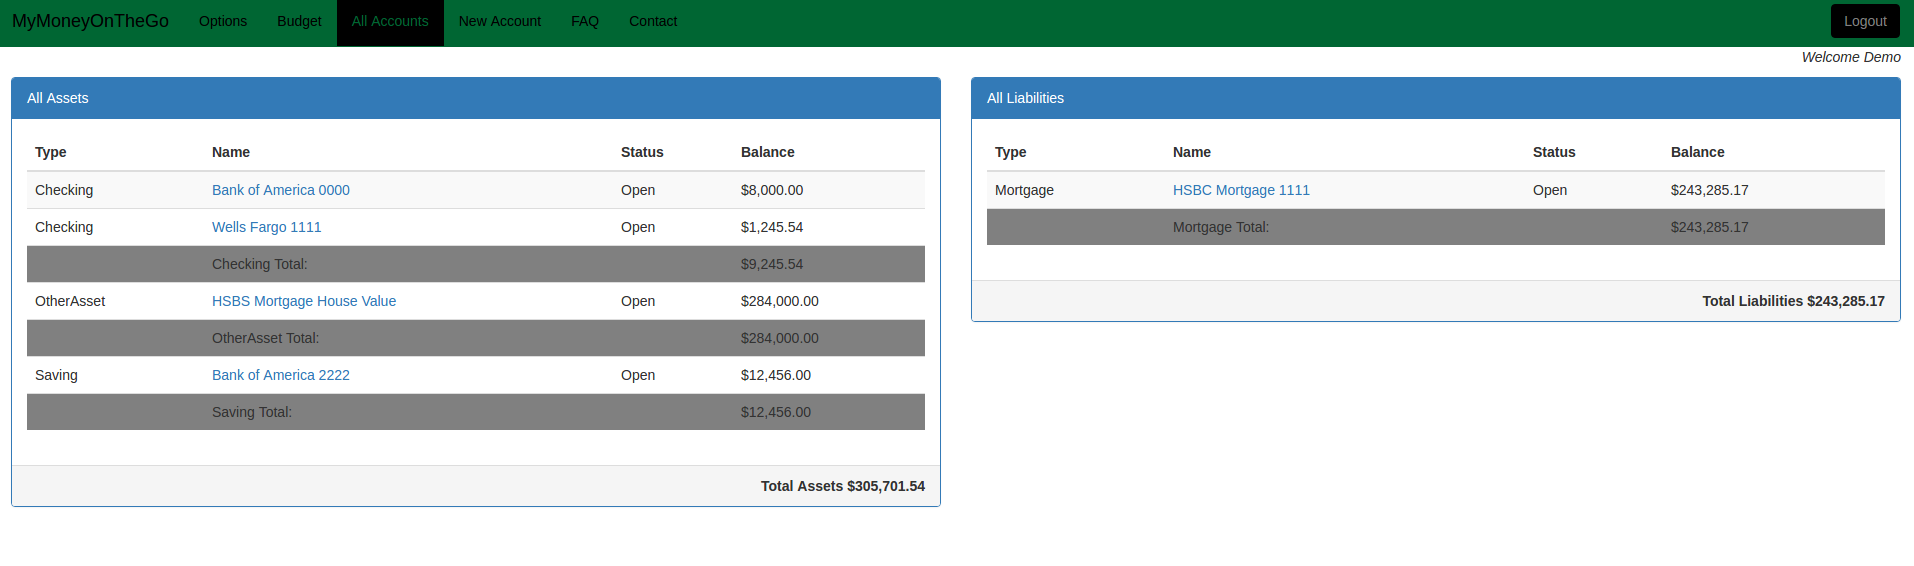 MyMoneyOnTheGo Options Budget All Accounts New Account FAQ Contact Logout
Welcome Demo
All Assets
Type Name Status Balance
Checking Bank of America 0000 Open $8,000.00
Checking Wells Fargo 1111 Open $1,245.54
Checking Total: $9,245.54
OtherAsset HSBS Mortgage House Value Open $284,000.00
OtherAsset Total: $284,000.00
Saving Bank of America 2222 Open $12,456.00
Saving Total: $12,456.00
Total Assets $305,701.54
All Liabilities
Type Name Status Balance
Mortgage HSBC Mortgage 1111 Open $243,285.17
Mortgage Total: $243,285.17
Total Liabilities $243,285.17